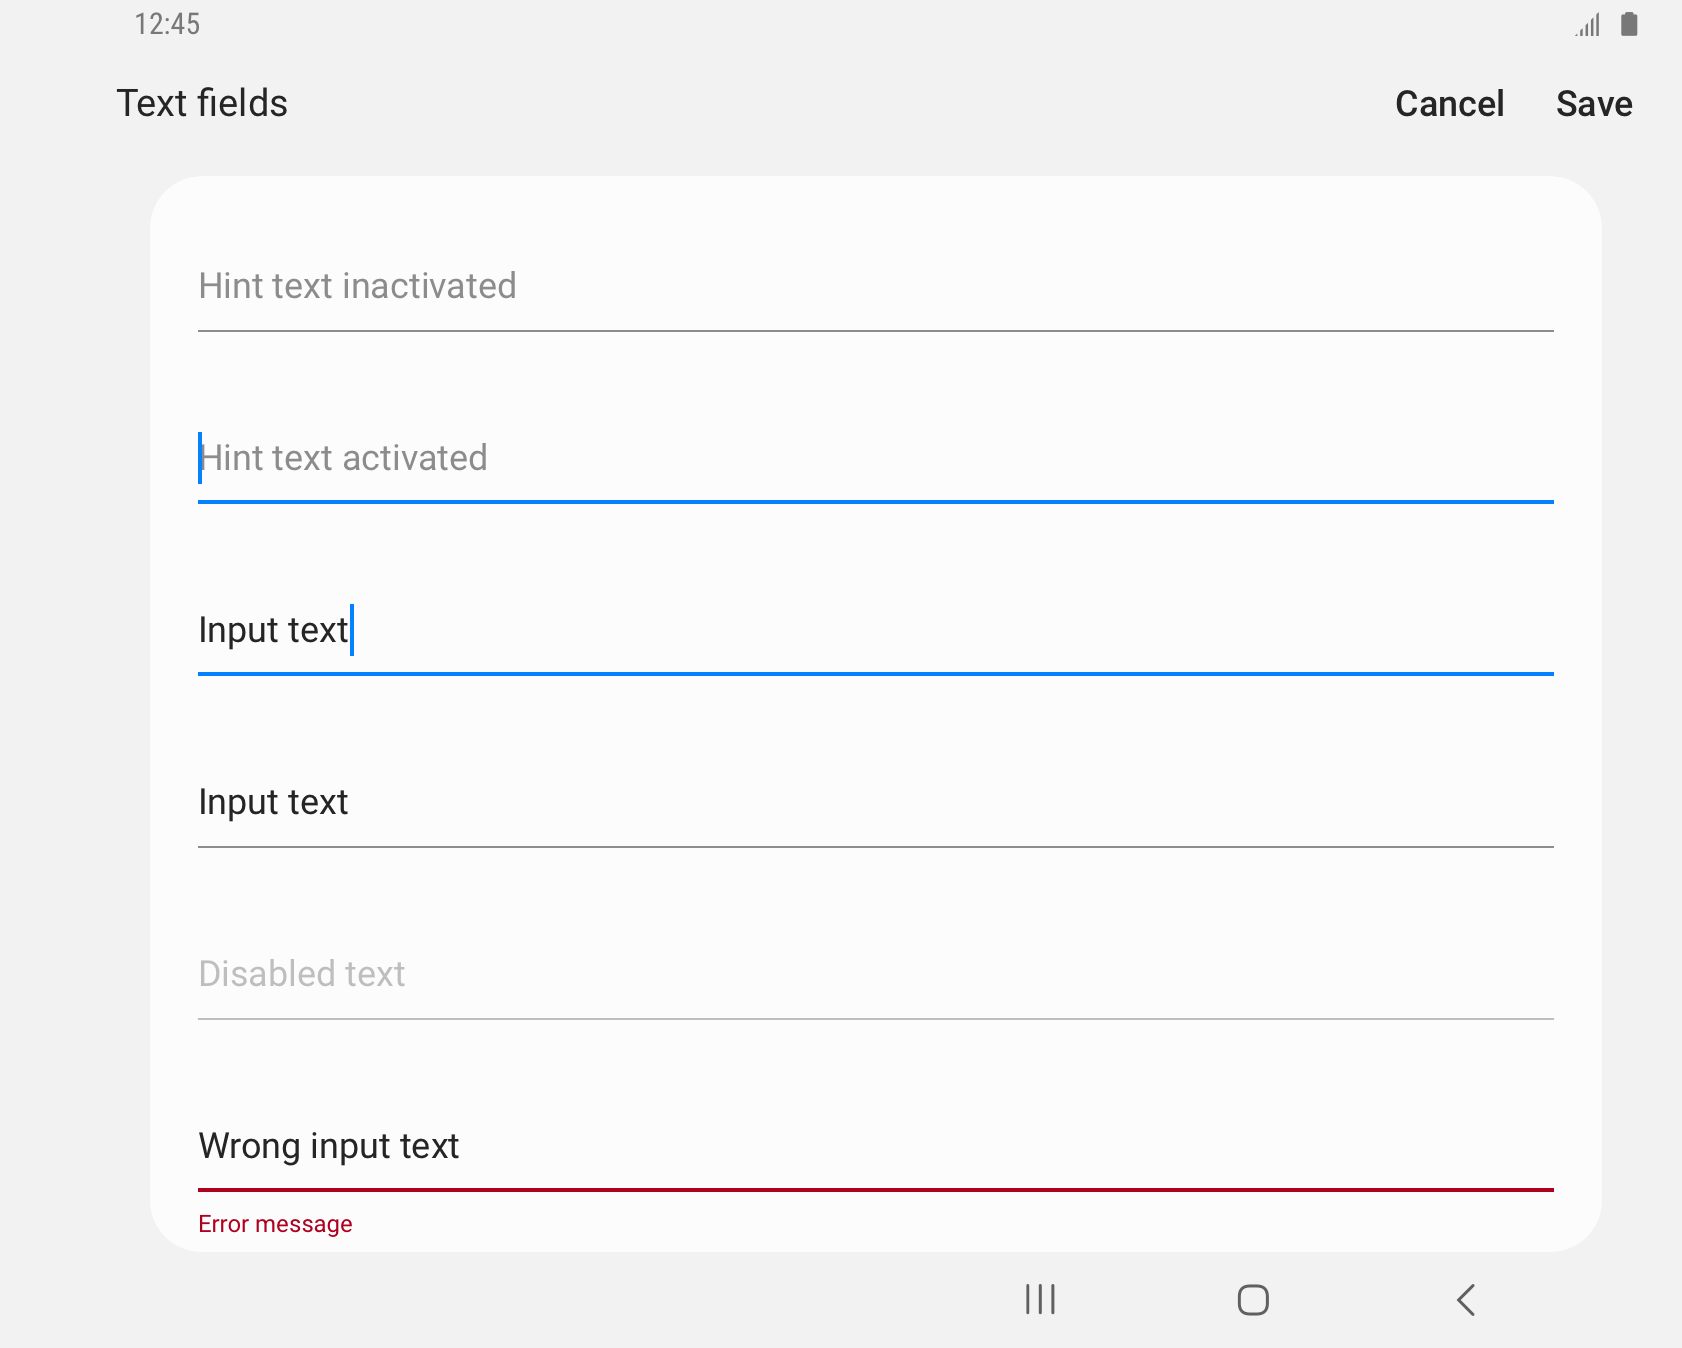 12:45
Text fields
Cancel Save
Hint text inactivated
Hint text activated
Input text
Input text
Disabled text
Wrong input text
Error message